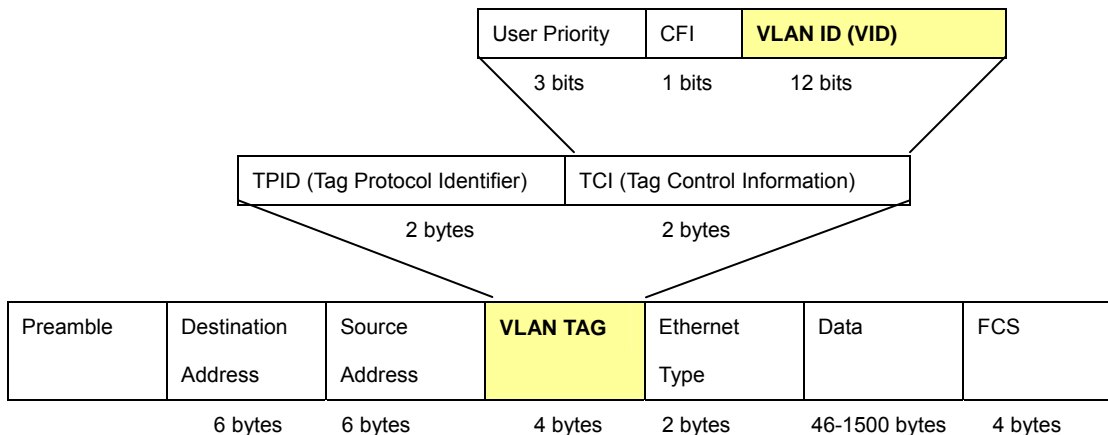 User Priority CFI VLAN ID (VID)
3 bits 1 bits 12 bits
TPID (Tag Protocol Identifier) TCI (Tag Control Information)
2 bytes 2 bytes
Preamble Destination Source VLAN TAG Ethernet Data FCS
Address Address Type
6 bytes 6 bytes 4 bytes 2 bytes 46-1500 bytes 4 bytes